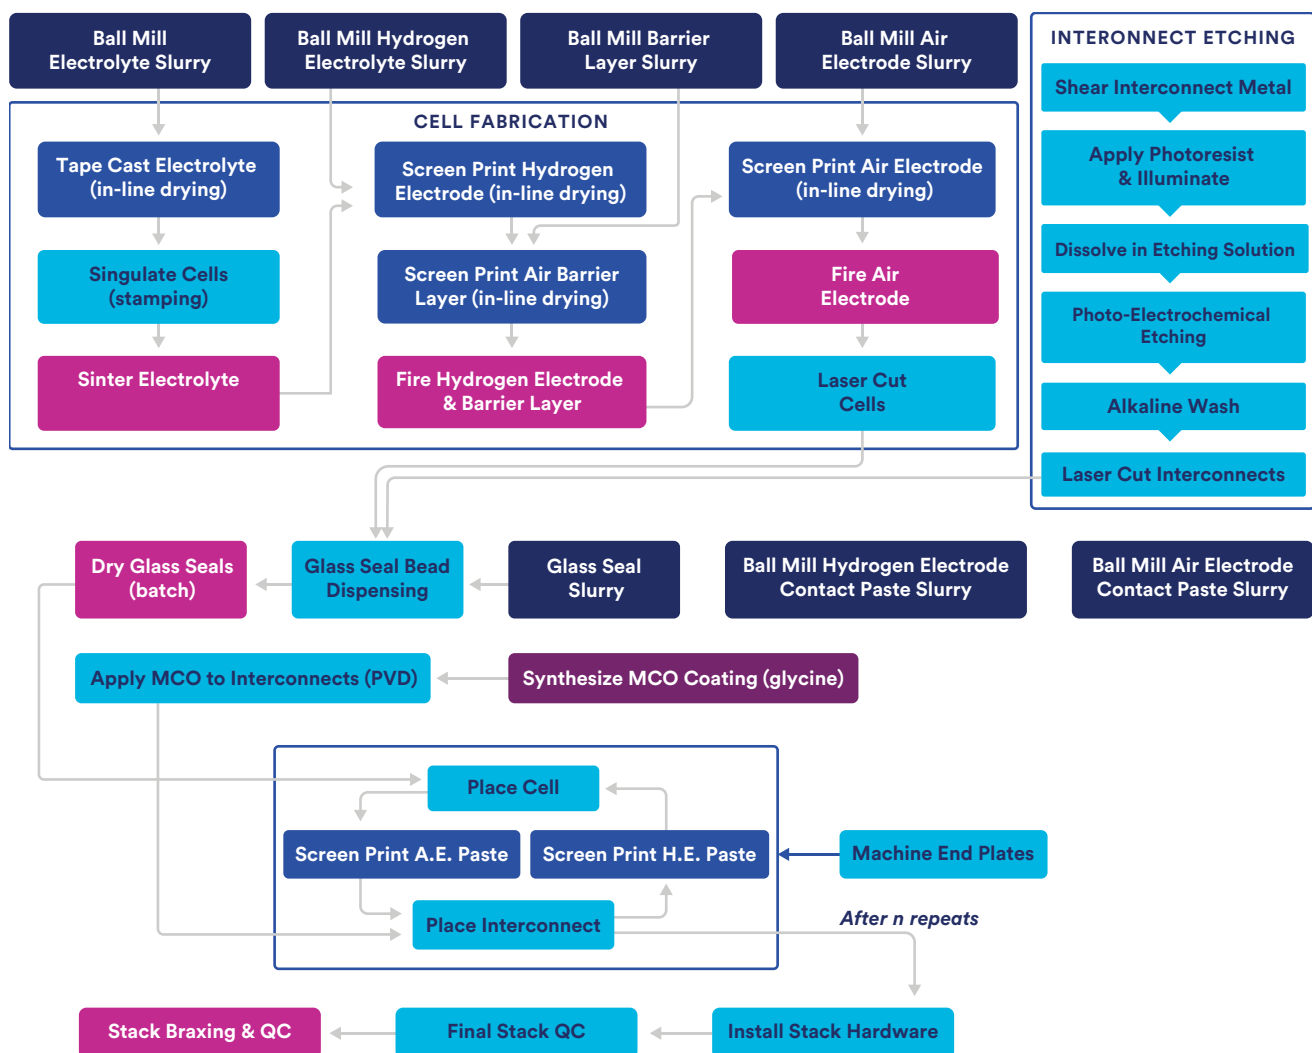 Ball Mill
Electrolyte Slurry
Ball Mill Hydrogen
Electrolyte Slurry
Ball Mill Barrier
Layer Slurry
Ball Mill Air
Electrode Slurry
INTERONNECT ETCHING
Shear Interconnect Metal
Apply Photoresist
& Illuminate
Dissolve in Etching Solution
Photo-Electrochemical
Etching
Alkaline Wash
Laser Cut Interconnects
CELL FABRICATION
Tape Cast Electrolyte
(in-line drying)
Screen Print Hydrogen
Electrode (in-line drying)
Screen Print Air Electrode
(in-line drying)
Singulate Cells
(stamping)
Screen Print Air Barrier
Layer (in-line drying)
Fire Air
Electrode
Sinter Electrolyte
Fire Hydrogen Electrode
& Barrier Layer
Laser Cut
Cells
Dry Glass Seals
(batch)
Glass Seal Bead
Dispensing
Glass Seal
Slurry
Ball Mill Hydrogen Electrode
Contact Paste Slurry
Ball Mill Air Electrode
Contact Paste Slurry
Apply MCO to Interconnects (PVD)
Synthesize MCO Coating (glycine)
Place Cell
Screen Print A.E. Paste
Screen Print H.E. Paste
Machine End Plates
Place Interconnect
After n repeats
Stack Braxing & QC
Final Stack QC
Install Stack Hardware